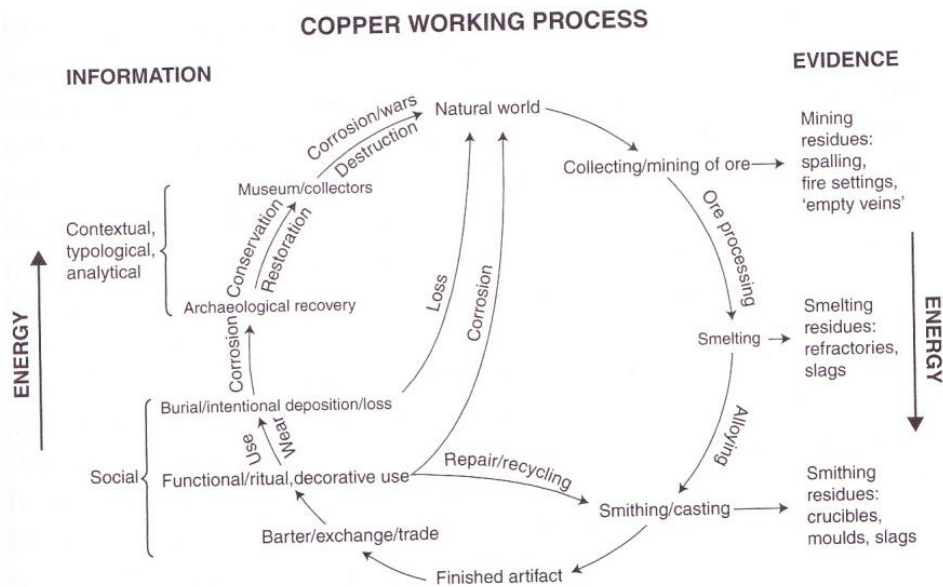 COPPER WORKING PROCESS
INFORMATION
EVIDENCE
Natural world
Corrosion/wars
Destruction
Collecting/mining of ore
Mining
residues:
spalling,
fire settings,
'empty veins'
Museum/collectors
Ore processing
Contextual,
typological,
analytical
Conservation
Restoration
Archaeological recovery
Loss
Corrosion
Smelting
Smelting
residues:
refractories,
slags
ENERGY
ENERGY
Corrosion
Burial/intentional deposition/loss
Alloying
Use
Wear
Social
Functional/ritual,decorative use
Repair/recycling
Smithing/casting
Smithing
residues:
crucibles,
moulds, slags
Barter/exchange/trade
Finished artifact